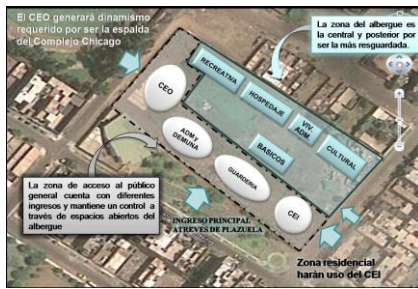 El CEO generará dinamismo
requerido por ser la espalda
del Complejo Chicago
La zona del albergue es
la central y posterior por
ser la más resguardada.
RECREATIVA
HOSPEDAJE
VIV.
ADM.
CULTURAL
CEO
ADM Y
DEMUNA
BASICOS
GUARDERIA
CEI
La zona de acceso al público
general cuenta con diferentes
ingresos y mantiene un control a
través de espacios abiertos del
albergue
INGRESO PRINCIPAL
ATREVES DE PLAZUELA
Zona residencial
harán uso del CEI